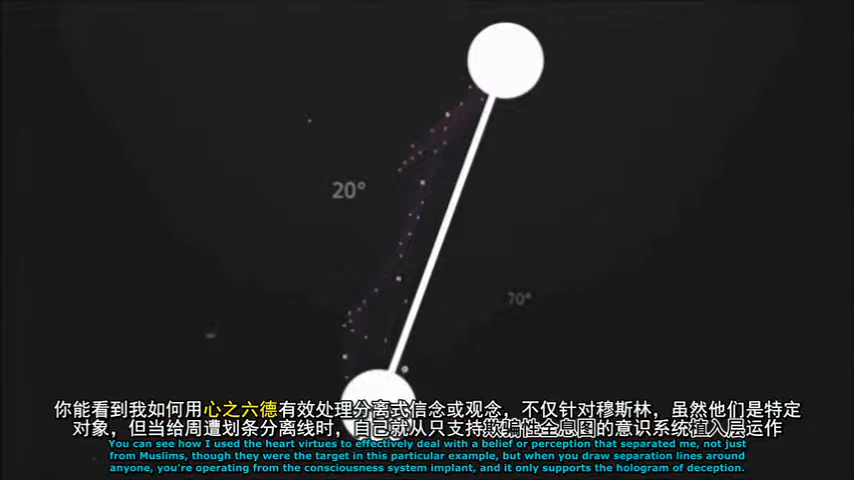 20°
70°
你能看到我如何用心之六德有效处理分离式信念或观念，不仅针对穆斯林，虽然他们是特定
对象，但当给周遭划条分离线时，自己就从只支持欺骗性全息图的意识系统植入层运作
You can see how I used the heart virtues to effectively deal with a belief or perception that separated me, not just
from Muslims, though they were the target in this particular example, but when you draw separation lines around
anyone, you're operating from the consciousness system implant, and it only supports the hologram of deception.